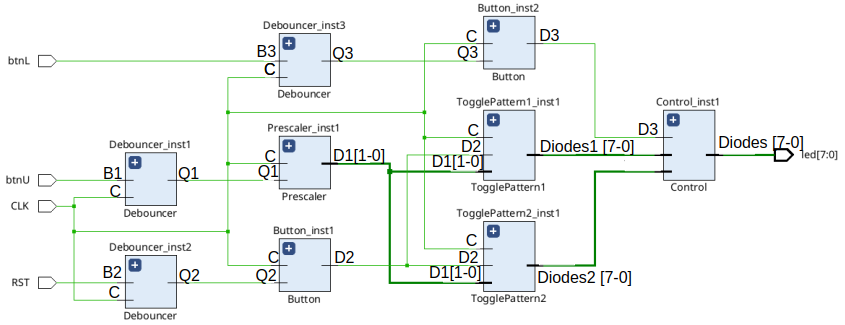 Button_inst2
Debouncer_inst3
C
D3
btnL
B3
Q3
Q3
C
Button
Debouncer
TogglePattern1_inst1
Control_inst1
Prescaler_inst1
C
D3
Debouncer_inst1
C
D1[1-0]
D2
Diodes1 [7-0]
Diodes [7-0]
led[7:0]
D1[1-0]
btnU
B1
Q1
Q1
C
Prescaler
TogglePattern1
Control
CLK
Debouncer
TogglePattern2_inst1
Debouncer_inst2
Button_inst1
C
C
D2
D2
B2
Q2
Q2
D1[1-0]
Diodes2 [7-0]
RST
C
Button
TogglePattern2
Debouncer